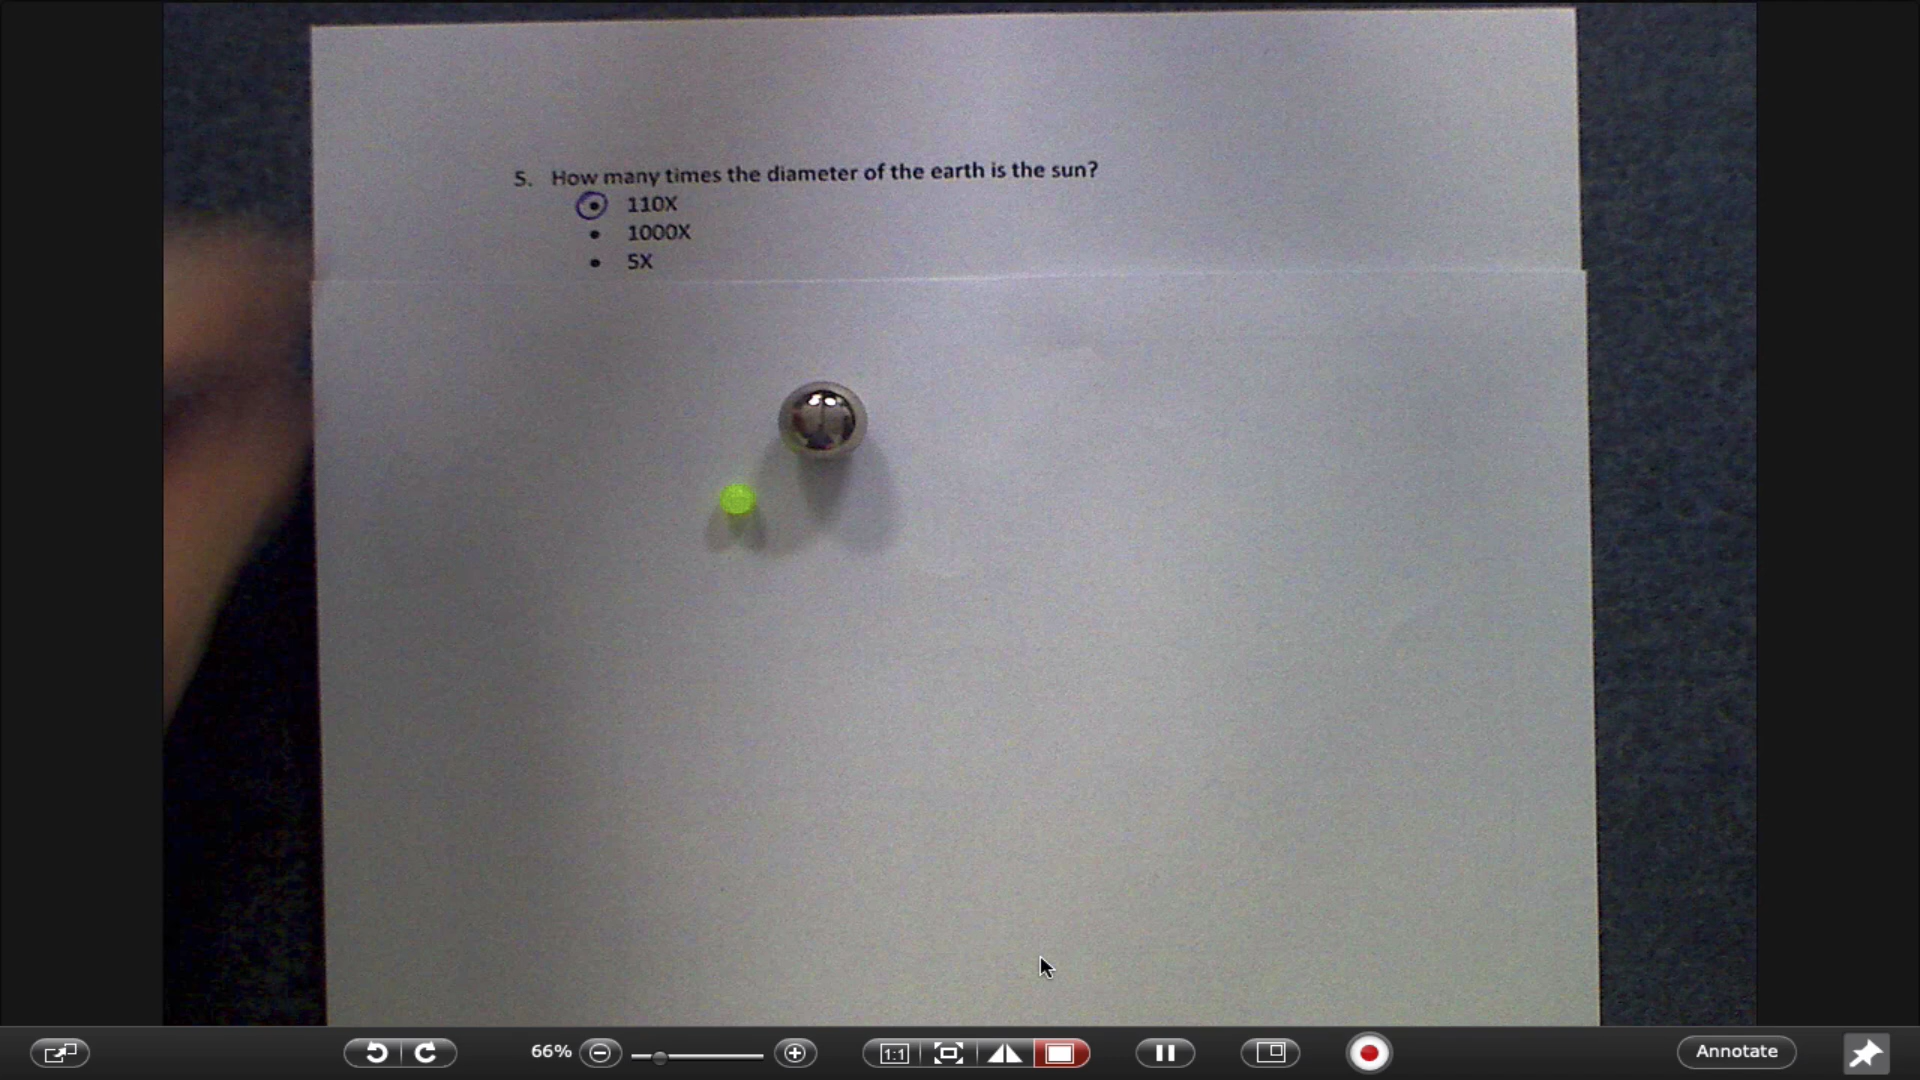 5. How many times the diameter of the earth is the sun?
• 110X
• 1000X
• 5X
66%
1:1
Annotate